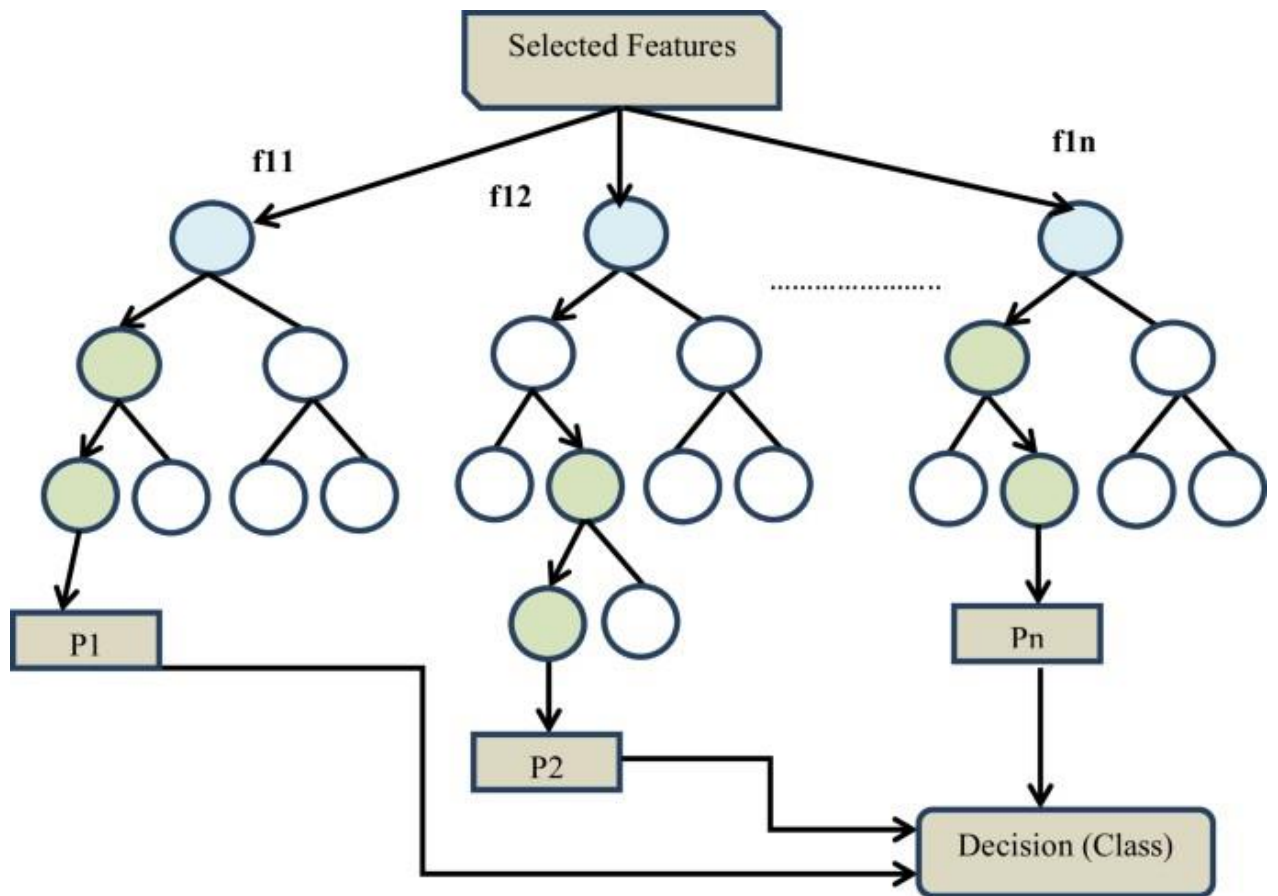 Selected Features
f11
f12
f1n
.......................
P1
P2
Pn
Decision (Class)